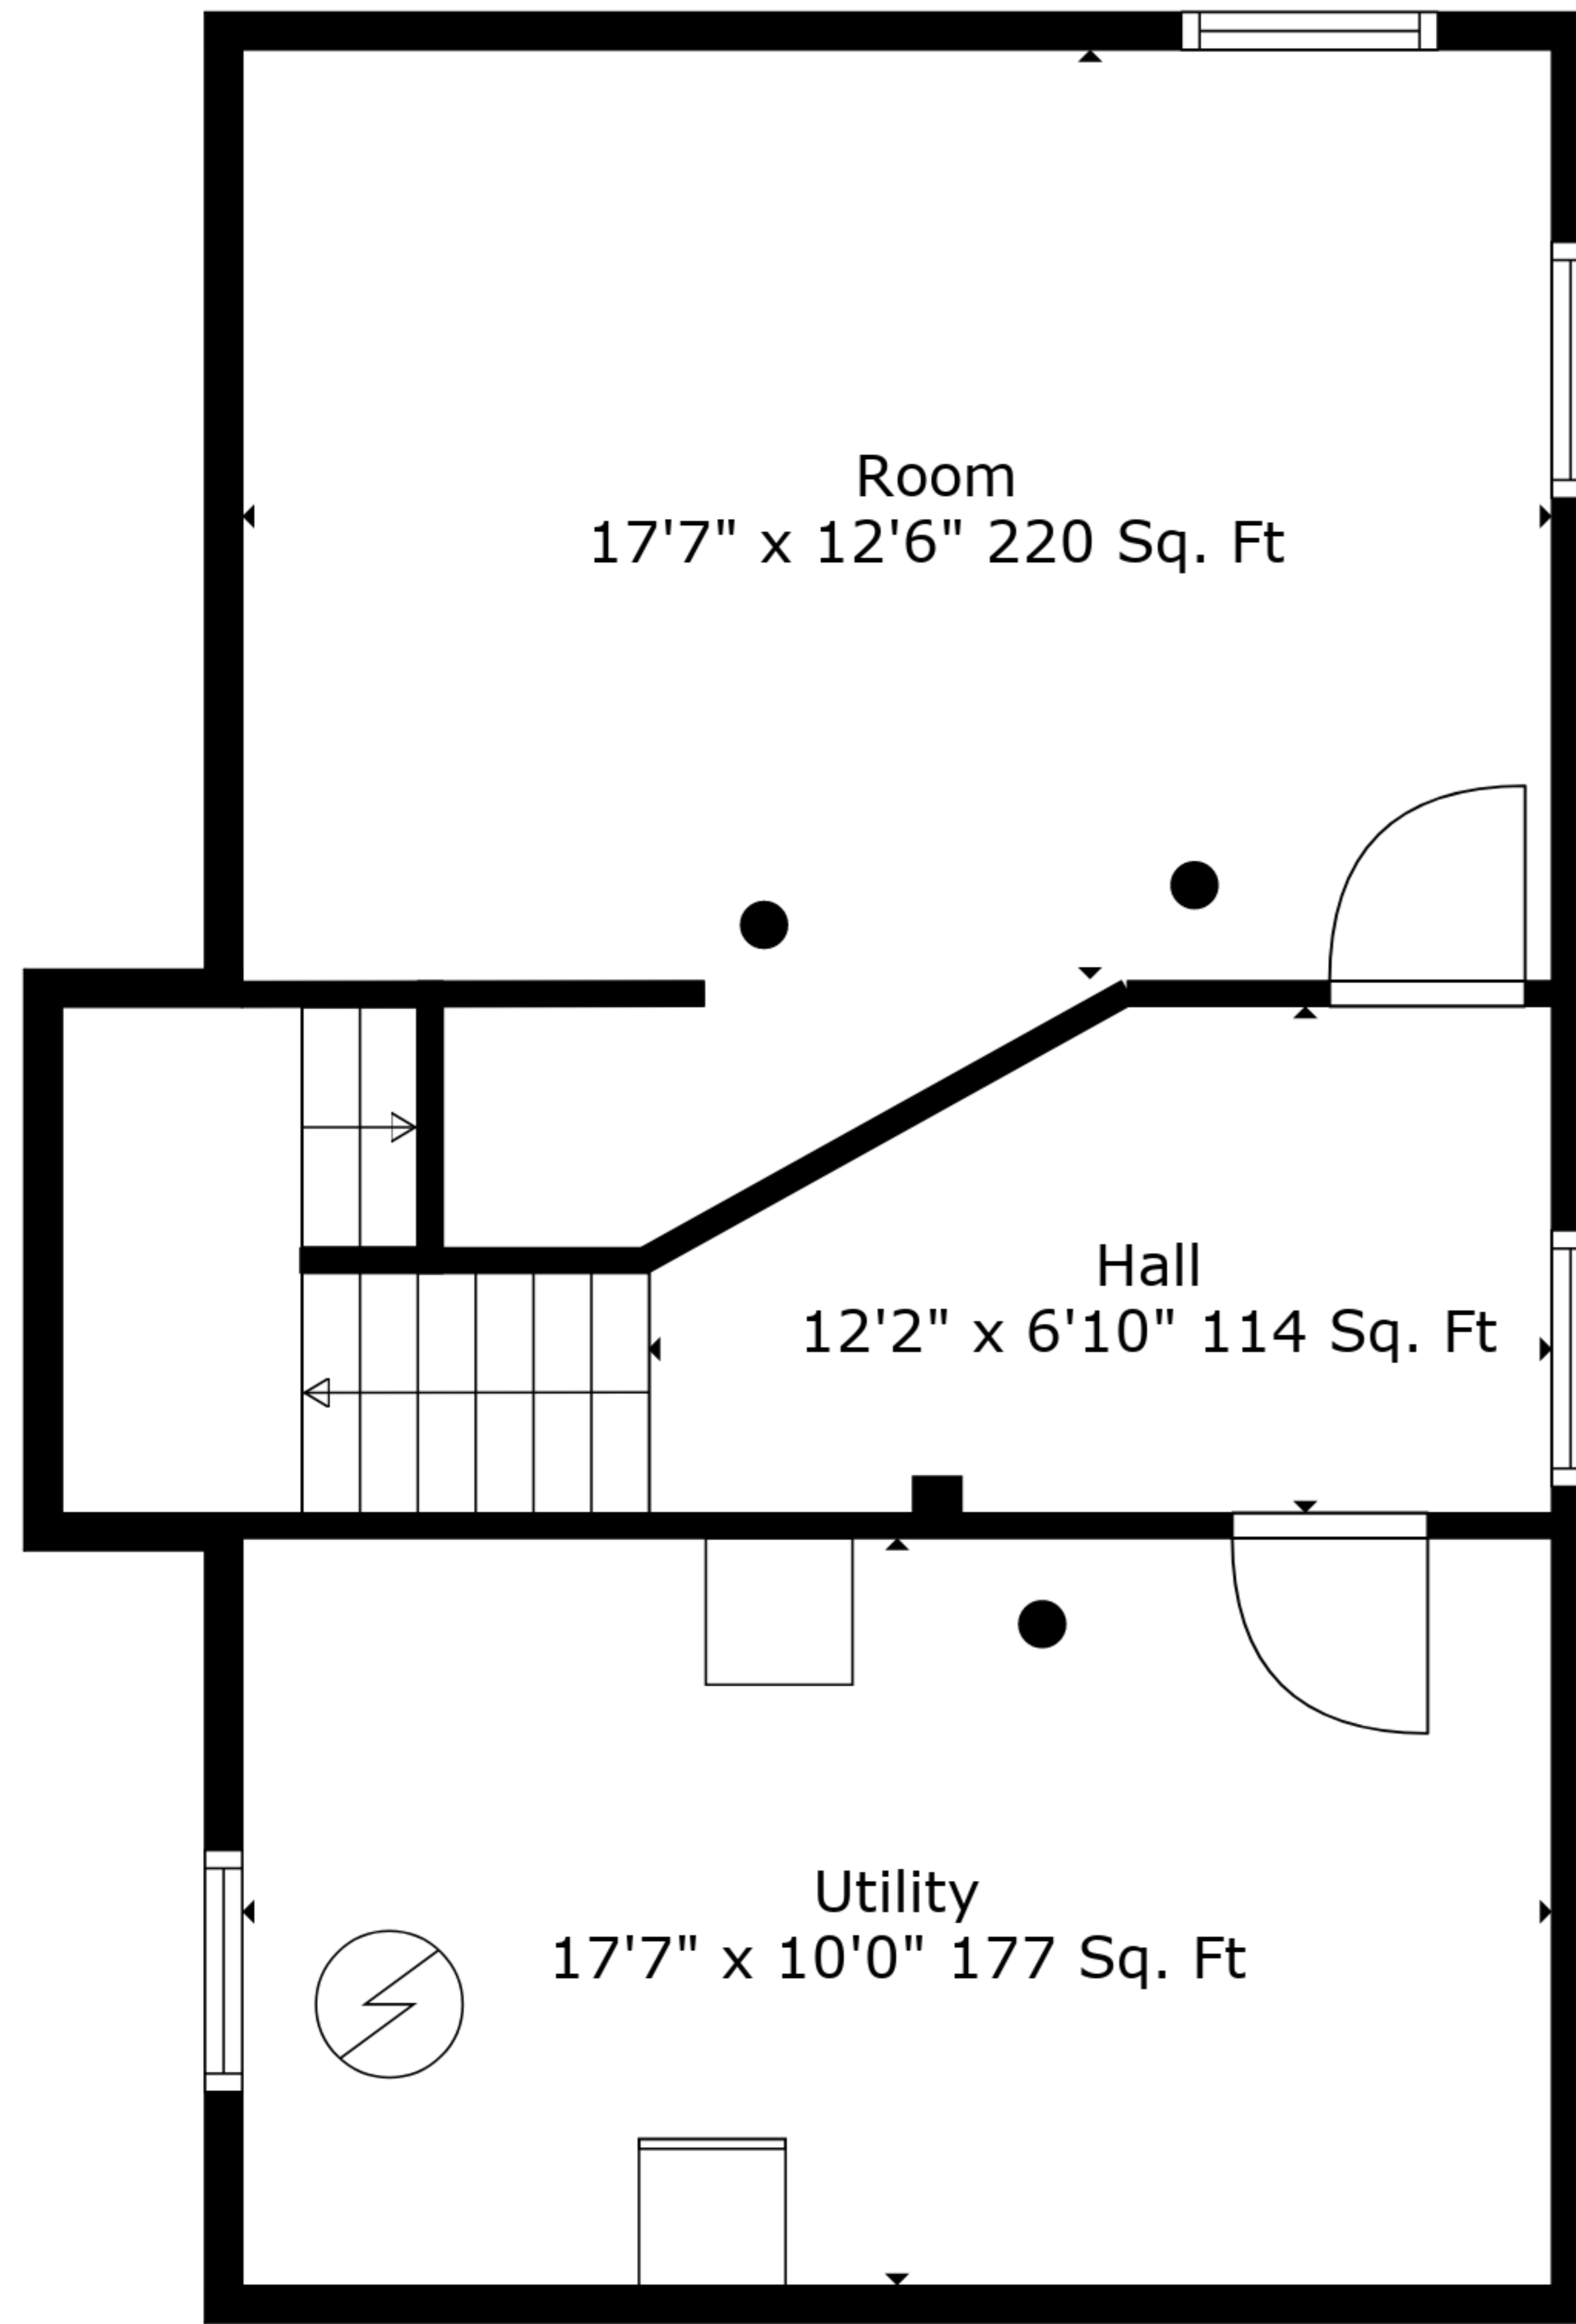 Room
17'7" x 12'6" 220 Sq. Ft
Hall
12'2" x 6'10" 114 Sq. Ft
Utility
17'7" x 10'0" 177 Sq. Ft